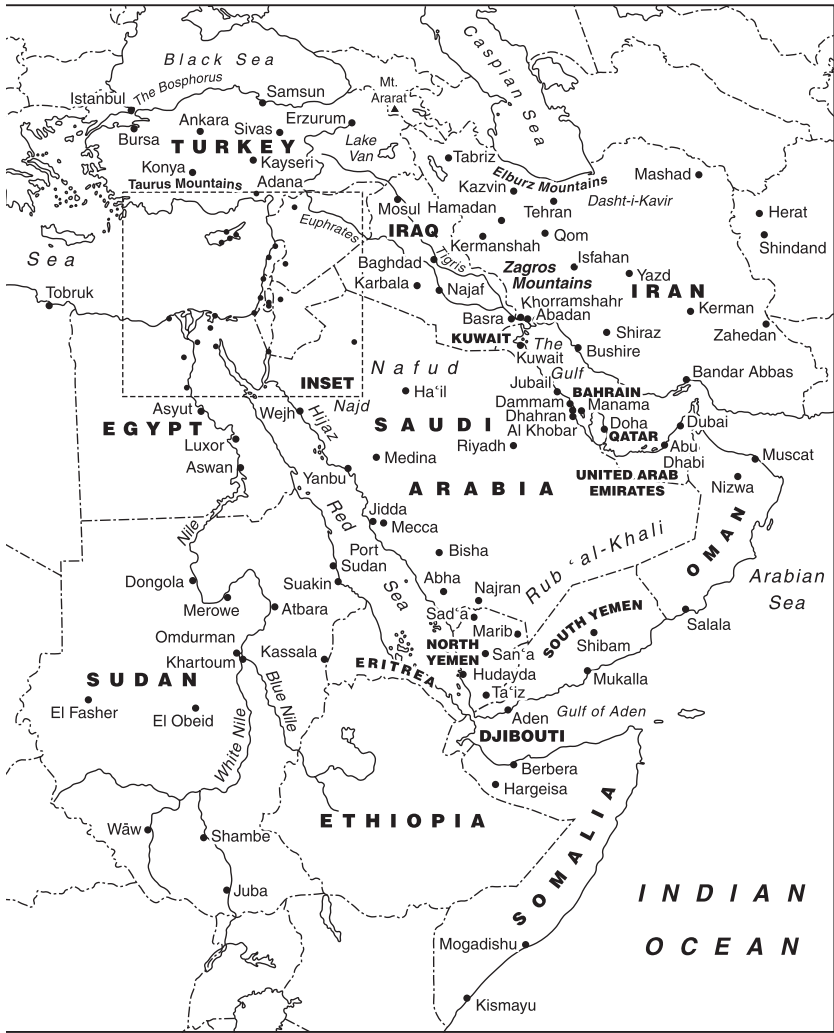 Black Sea
The Bosphorus
Caspian Sea
Istanbul
Samsun
Mt.
Ararat
Ankara
Sivas
Erzurum
Bursa
TURKEY
Lake
Van
Tabriz
Konya
Kayseri
Taurus Mountains
Adana
Elburz Mountains
Mashad
Kazvin
Dasht-i-Kavir
Mosul
Hamadan
Tehran
Herat
Euphrates
IRAQ
Qom
Shindand
Kermanshah
Sea
Baghdad
Tigris
Isfahan
Zagros
Mountains
Yazd
IRAN
Karbala
Najaf
Tobruk
Khorramshahr
Basra
Abadan
Kerman
Shiraz
Zahedan
KUWAIT
Kuwait
The
Gulf
Bushire
Nafud
Bandar Abbas
INSET
Ha‘il
Jubail
BAHRAIN
Najd
Dammam
Manama
Asyut
Wejh
Hijaz
Dhahran
Dubai
EGYPT
SAUDI
ARABIA
Al Khobar
Doha
QATAR
Luxor
Riyadh
Abu
Dhabi
Medina
Muscat
Aswan
Yanbu
UNITED ARAB
EMIRATES
Nizwa
Nile
Red
Sea
Jidda
Mecca
OMAN
Port
Sudan
Bisha
Rub ‘al-Khali
Arabian
Sea
Dongola
Suakin
Abha
Najran
Merowe
Atbara
Sad‘a
Salala
Marib
SOUTH YEMEN
Omdurman
NORTH
YEMEN
Shibam
Khartoum
Kassala
San‘a
ERITREA
SUDAN
Hudayda
Mukalla
Blue Nile
Ta‘iz
El Fasher
El Obeid
Aden
Gulf of Aden
White Nile
DJIBOUTI
Berbera
Hargeisa
ETHIOPIA
Wāw
Shambe
SOMALIA
Juba
INDIAN
OCEAN
Mogadishu
Kismayu